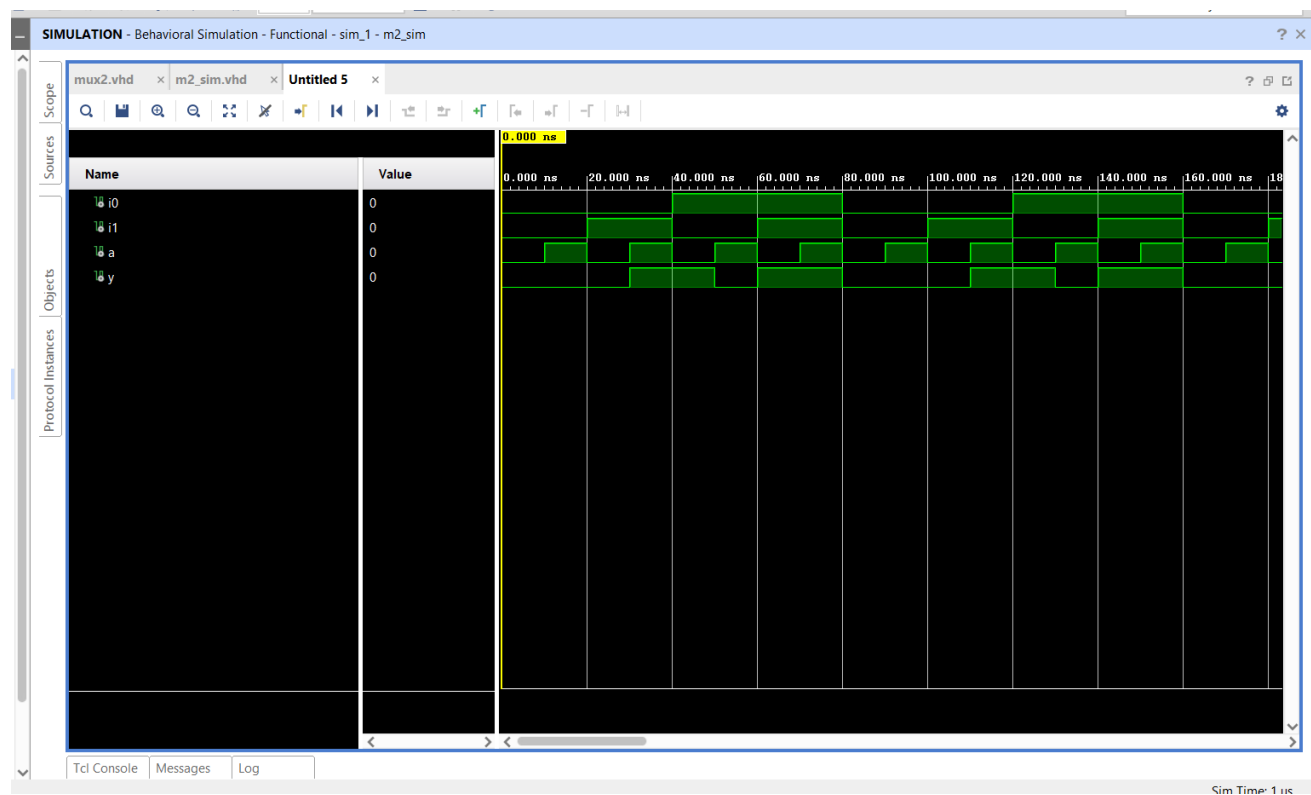 SIMULATION - Behavioral Simulation - Functional - sim_1 - m2_sim
? ×
Scope
Sources
Objects
Protocol Instances
mux2.vhd × m2_sim.vhd × Untitled 5 ×
?
0.000 ns
Name Value
0.000 ns 20.000 ns 40.000 ns 60.000 ns 80.000 ns 100.000 ns 120.000 ns 140.000 ns 160.000 ns 18
i0 0
i1 0
a 0
y 0
Tcl Console Messages Log
Sim Time: 1 us